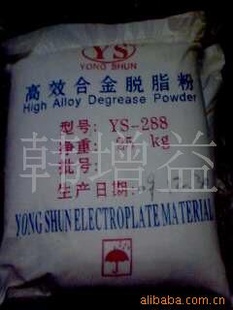 YS
YONG SHUN
高效合金脱脂粉
High Alloy Degrease Powder
型号: YS-288
净重: 25 kg
批号:
生产日期:
韩增益
YONG SHUN ELECTROPLATE MATERIAL
alibaba.com.cn